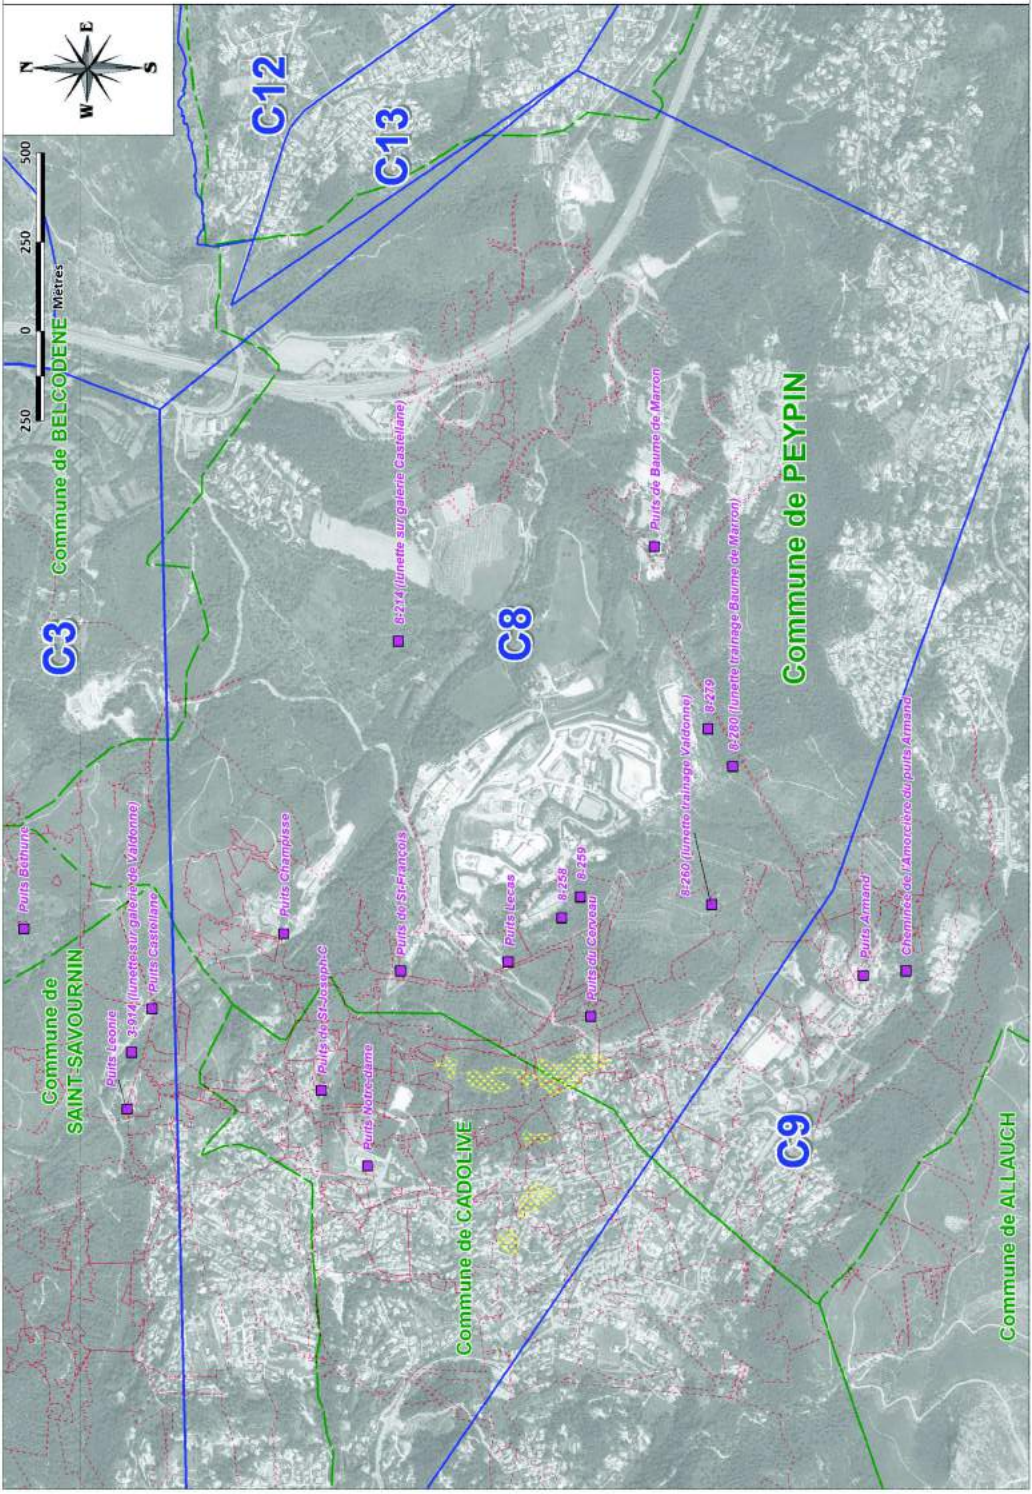 N
E
S
W
250
0
250
500
Mètres
C12
C13
C3
Commune de BELCODENE
Puits Bethune
Commune de
SAINT-SAVOURNIN
Puits Leonie
3-914 (lunette sur galerie de Valdonne)
Puits Castellane
Puits Champisse
Puits de St-Joseph-C
Puits Notre-dame
Puits de St-François
8-214 (lunette sur galerie Castellane)
C8
Puits Lecas
8-258
8-259
Puits du Cerveau
Commune de CADOLIVE
Puits de Baume de Marron
8-260 (lunette trainage Valdonne)
8-279
8-280 (lunette trainage Baume de Marron)
Commune de PEYPIN
C9
Puits Armand
Cheminée de l'Amorcière du puits Armand
Commune de ALLAUCH